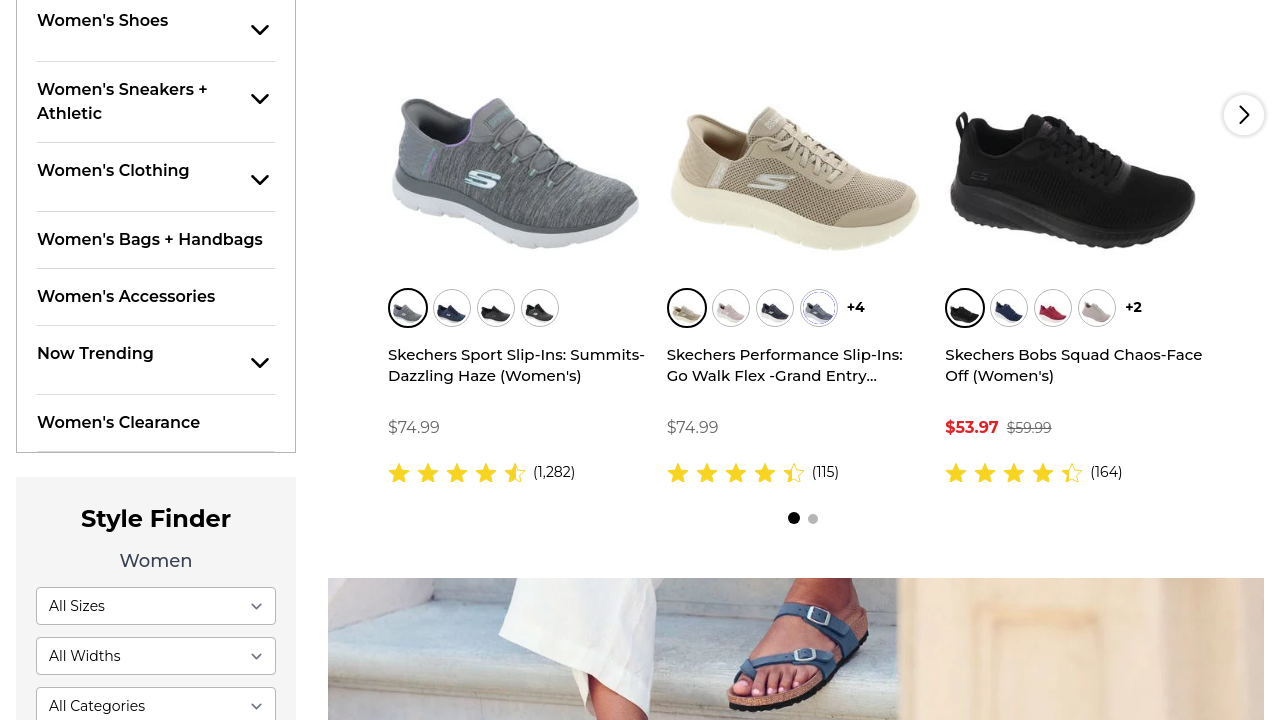 Women's Shoes
Women's Sneakers +
Athletic
Women's Clothing
Women's Bags + Handbags
Women's Accessories
Now Trending
Women's Clearance
Style Finder
Women
All Sizes
All Widths
All Categories
+4
+2
Skechers Sport Slip-Ins: Summits-
Dazzling Haze (Women's)
$74.99
(1,282)
Skechers Performance Slip-Ins:
Go Walk Flex -Grand Entry...
$74.99
(115)
Skechers Bobs Squad Chaos-Face
Off (Women's)
$53.97 $59.99
(164)